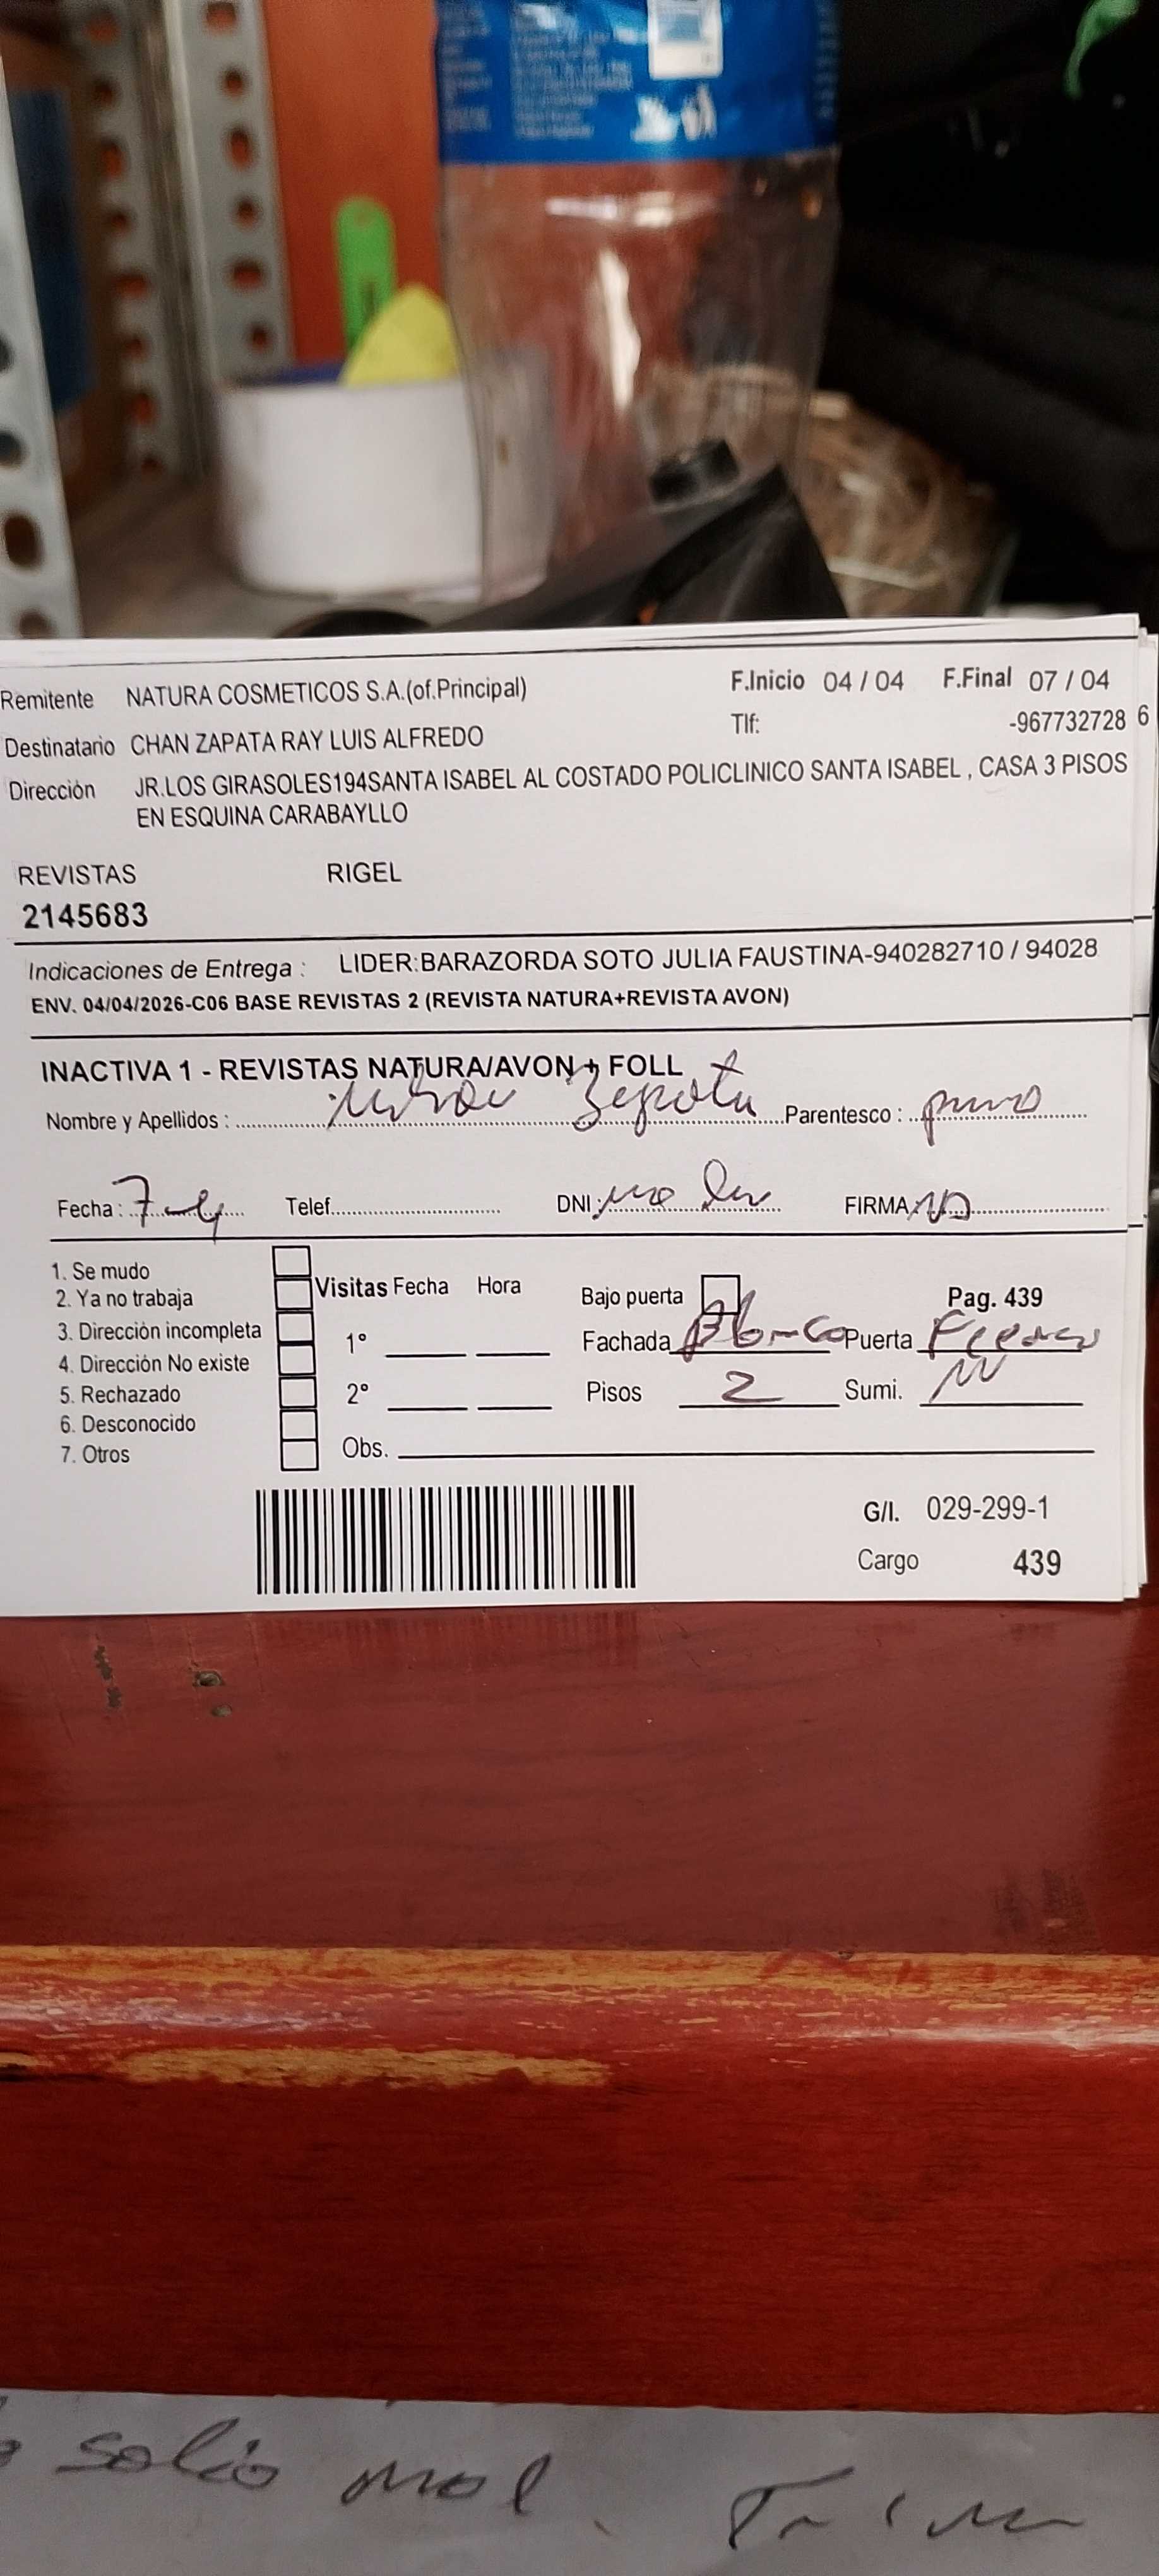 Remitente NATURA COSMETICOS S.A.(of.Principal) F.Inicio 04 / 04 F.Final 07 / 04
Tlf: -967732728 6
Destinatario CHAN ZAPATA RAY LUIS ALFREDO
Dirección JR.LOS GIRASOLES194SANTA ISABEL AL COSTADO POLICLINICO SANTA ISABEL , CASA 3 PISOS
EN ESQUINA CARABAYLLO
REVISTAS RIGEL
2145683
Indicaciones de Entrega : LIDER:BARAZORDA SOTO JULIA FAUSTINA-940282710 / 94028
ENV. 04/04/2026-C06 BASE REVISTAS 2 (REVISTA NATURA+REVISTA AVON)
INACTIVA 1 - REVISTAS NATURA/AVON + FOLL
Nombre y Apellidos : Zapata Parentesco :
Fecha : 7-4 Telef. DNI : FIRMA
1. Se mudo
2. Ya no trabaja
3. Dirección incompleta
4. Dirección No existe
5. Rechazado
6. Desconocido
7. Otros
Visitas Fecha Hora
1°
2°
Obs.
Bajo puerta Pag. 439
Fachada Blanco Puerta
Pisos 2 Sumi.
G/I. 029-299-1
Cargo 439
salio mal.